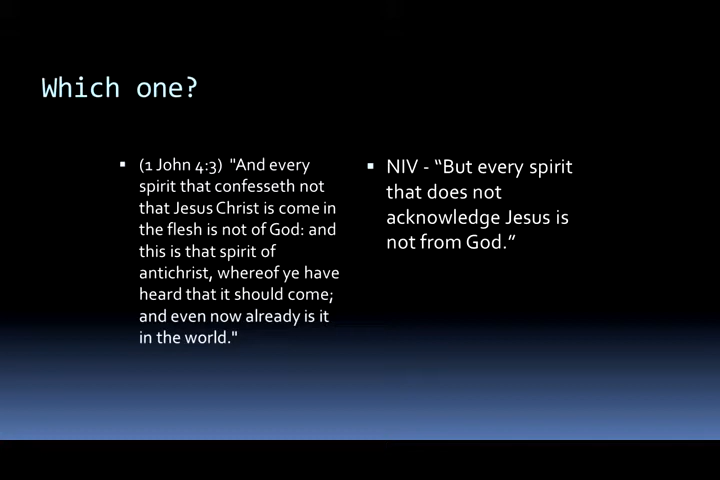 Which one?
▪ (1 John 4:3) "And every
spirit that confesseth not
that Jesus Christ is come in
the flesh is not of God: and
this is that spirit of
antichrist, whereof ye have
heard that it should come;
and even now already is it
in the world."
▪ NIV - “But every spirit
that does not
acknowledge Jesus is
not from God.”